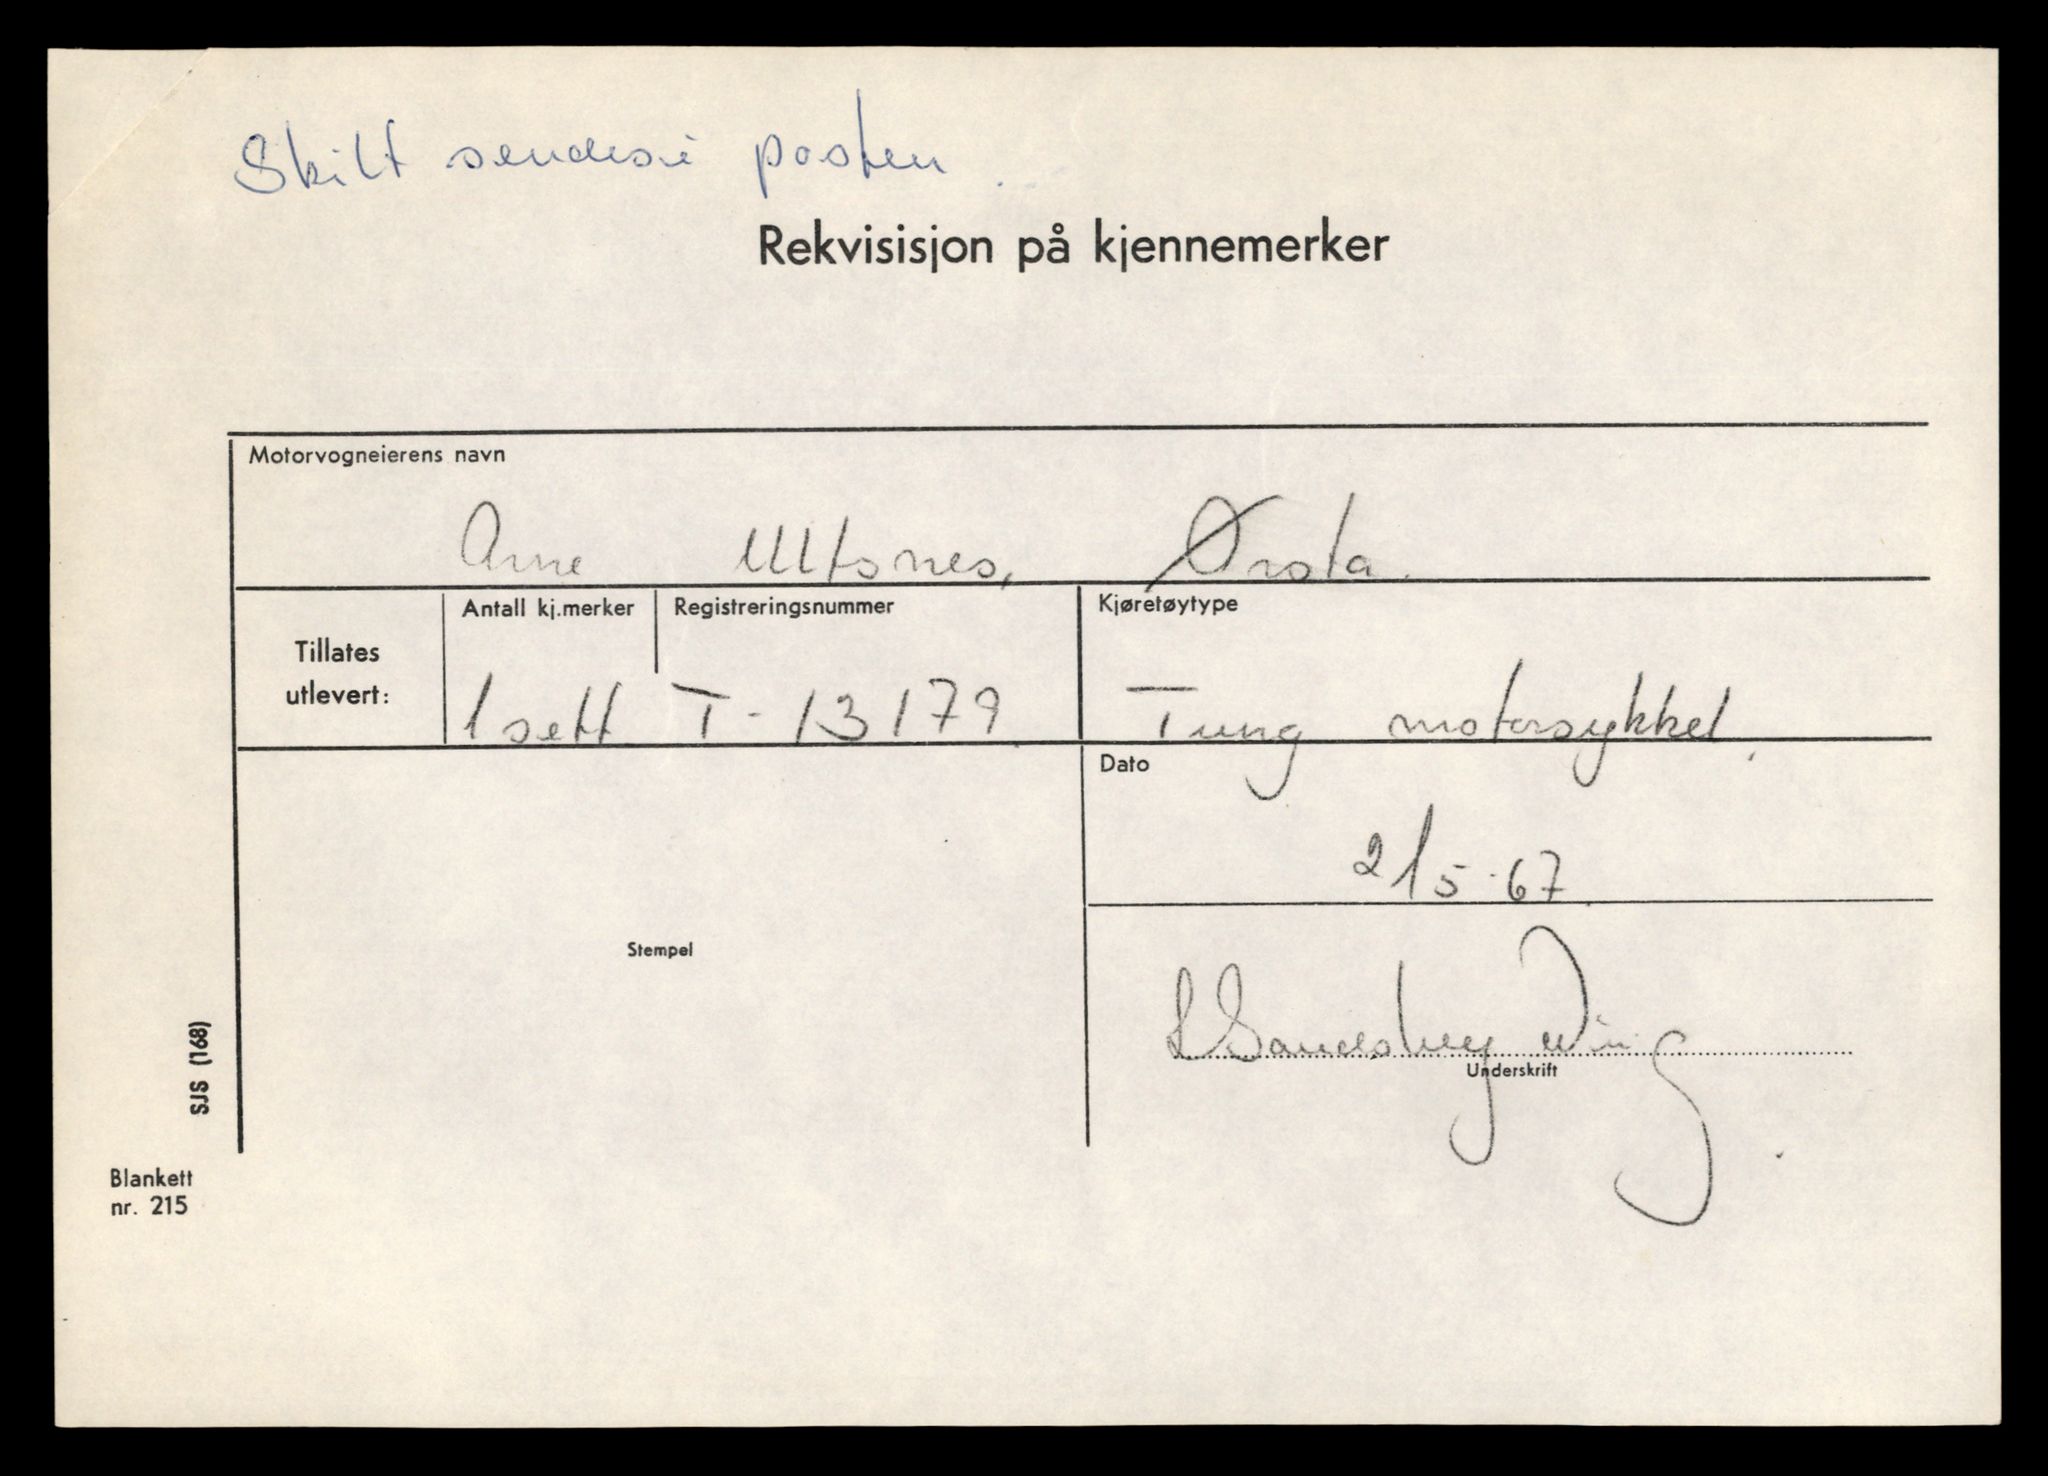 Skilt sendes i posten.
Rekvisisjon på kjennemerker
Motorvogneierens navn
Arne Ørsta.
Tillates utlevert:
Antall kj.merker
1 sett
Registreringsnummer
T-13179
Kjøretøytype
Tung motorsykkel.
Dato
2/5-67
Stempel
Underskrift
SJS (168)
Blankett
nr. 215